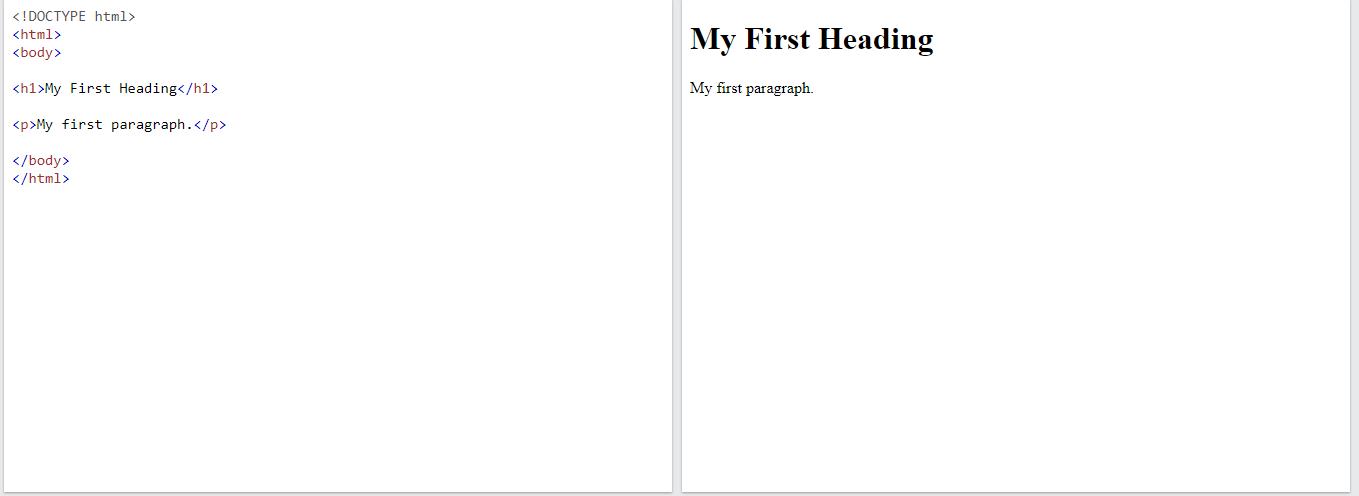 <!DOCTYPE html>
<html>
<body>
<h1>My First Heading</h1>
<p>My first paragraph.</p>
</body>
</html>
My First Heading
My first paragraph.